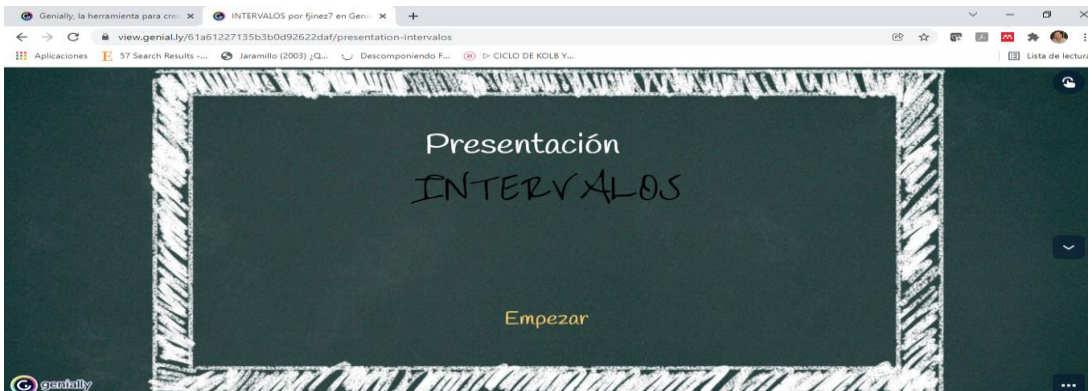 Genially, la herramienta para cre
INTERVALOS por fjinez7 en Geni
view.genial.ly/61a61227135b3b0d92622daf/presentation-intervalos
Aplicaciones
57 Search Results -...
Jaramillo (2003) ¿Q...
Descomponiendo F...
▷ CICLO DE KOLB Y...
Lista de lectura
Presentación
INTERVALOS
Empezar
genially